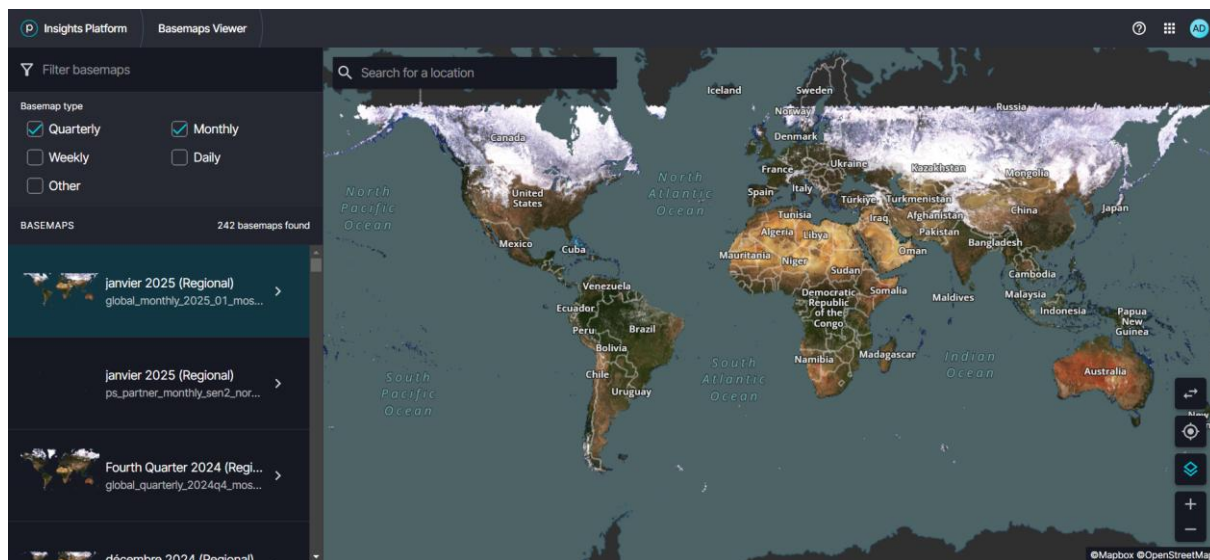 Insights Platform
Basemaps Viewer
AD
Filter basemaps
Search for a location
Basemap type
Quarterly
Monthly
Weekly
Daily
Other
BASEMAPS
242 basemaps found
janvier 2025 (Regional)
global_monthly_2025_01_mos...
janvier 2025 (Regional)
ps_partner_monthly_sen2_nor...
Fourth Quarter 2024 (Regi...
global_quarterly_2024q4_mos...
décembre 2024 (Regional)
Iceland
Sweden
Russia
Norway
Canada
Denmark
Ukraine
France
Kazakhstan
Mongolia
North
Pacific
Ocean
North
Atlantic
Ocean
United
States
Spain
Italy
Türkiye
Turkmenistan
China
Japan
Tunisia
Iraq
Afghanistan
Algeria
Libya
Pakistan
Mexico
Cuba
Bangladesh
Mauritania
Niger
Oman
Sudan
Cambodia
Venezuela
Democratic
Republic
of the
Congo
Somalia
Maldives
Malaysia
Ecuador
Indonesia
Papua
New
Guinea
Peru
Brazil
Bolivia
Namibia
Madagascar
Indian
Ocean
South
Pacific
Ocean
Chile
South
Atlantic
Ocean
Australia
Uruguay
New
©Mapbox ©OpenStreetMa